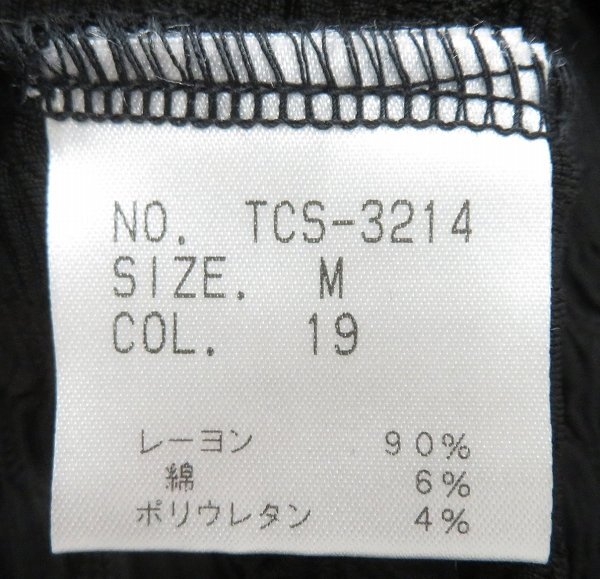 NO. TCS-3214
SIZE. M
COL. 19
レーヨン 90%
綿 6%
ポリウレタン 4%